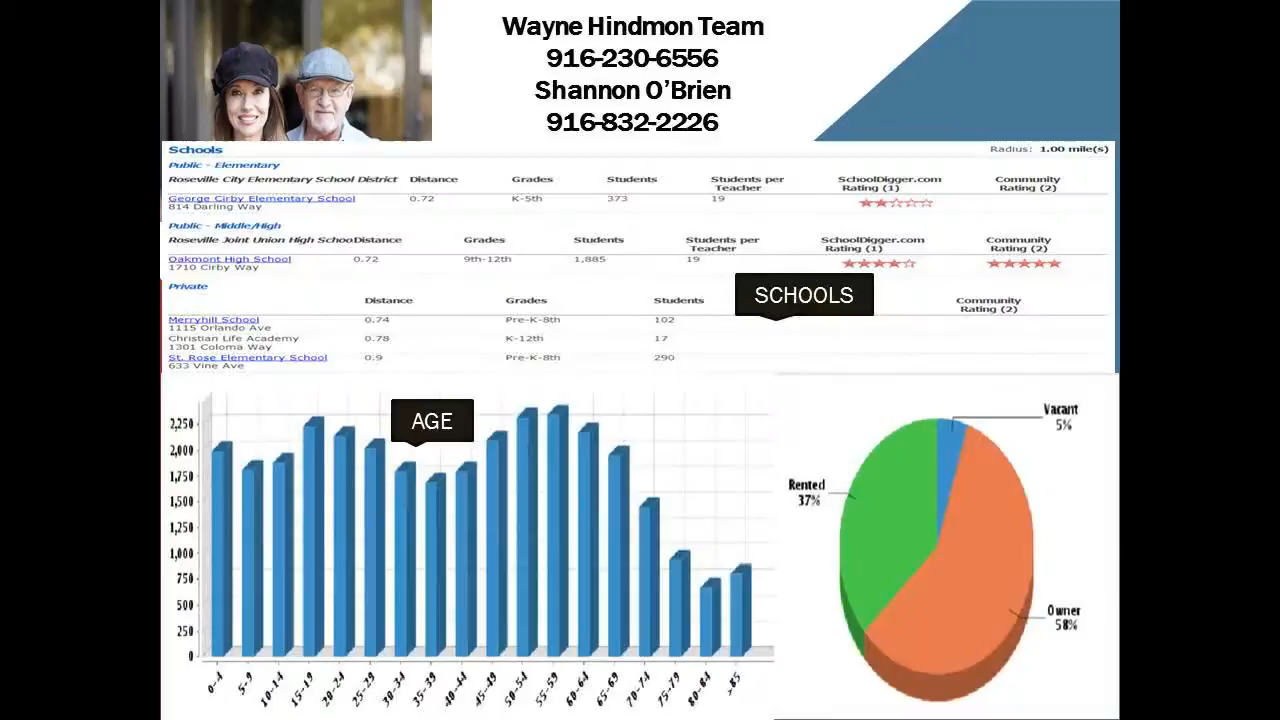 Wayne Hindmon Team
916-230-6556
Shannon O'Brien
916-832-2226
Schools Radius: 1.00 mile(s)
Public - Elementary
Roseville City Elementary School District Distance Grades Students Students per Teacher SchoolDigger.com Rating (1) Community Rating (2)
George Cirby Elementary School 0.72 K-5th 373 19
814 Darling Way
Public - Middle/High
Roseville Joint Union High SchooDistance Grades Students Students per Teacher SchoolDigger.com Rating (1) Community Rating (2)
Oakmont High School 0.72 9th-12th 1,885 19
1710 Cirby Way
SCHOOLS
Private
Distance Grades Students Community Rating (2)
Merryhill School 0.74 Pre-K-8th 102
1115 Orlando Ave
Christian Life Academy 0.78 K-12th 17
1301 Coloma Way
St. Rose Elementary School 0.9 Pre-K-8th 290
633 Vine Ave
AGE
2,250
2,000
1,750
1,500
1,250
1,000
750
500
250
0
0-4 5-9 10-14 15-19 20-24 25-29 30-34 35-39 40-44 45-49 50-54 55-59 60-64 65-69 70-74 75-79 80-84 >85
Vacant
5%
Rented
37%
Owner
58%